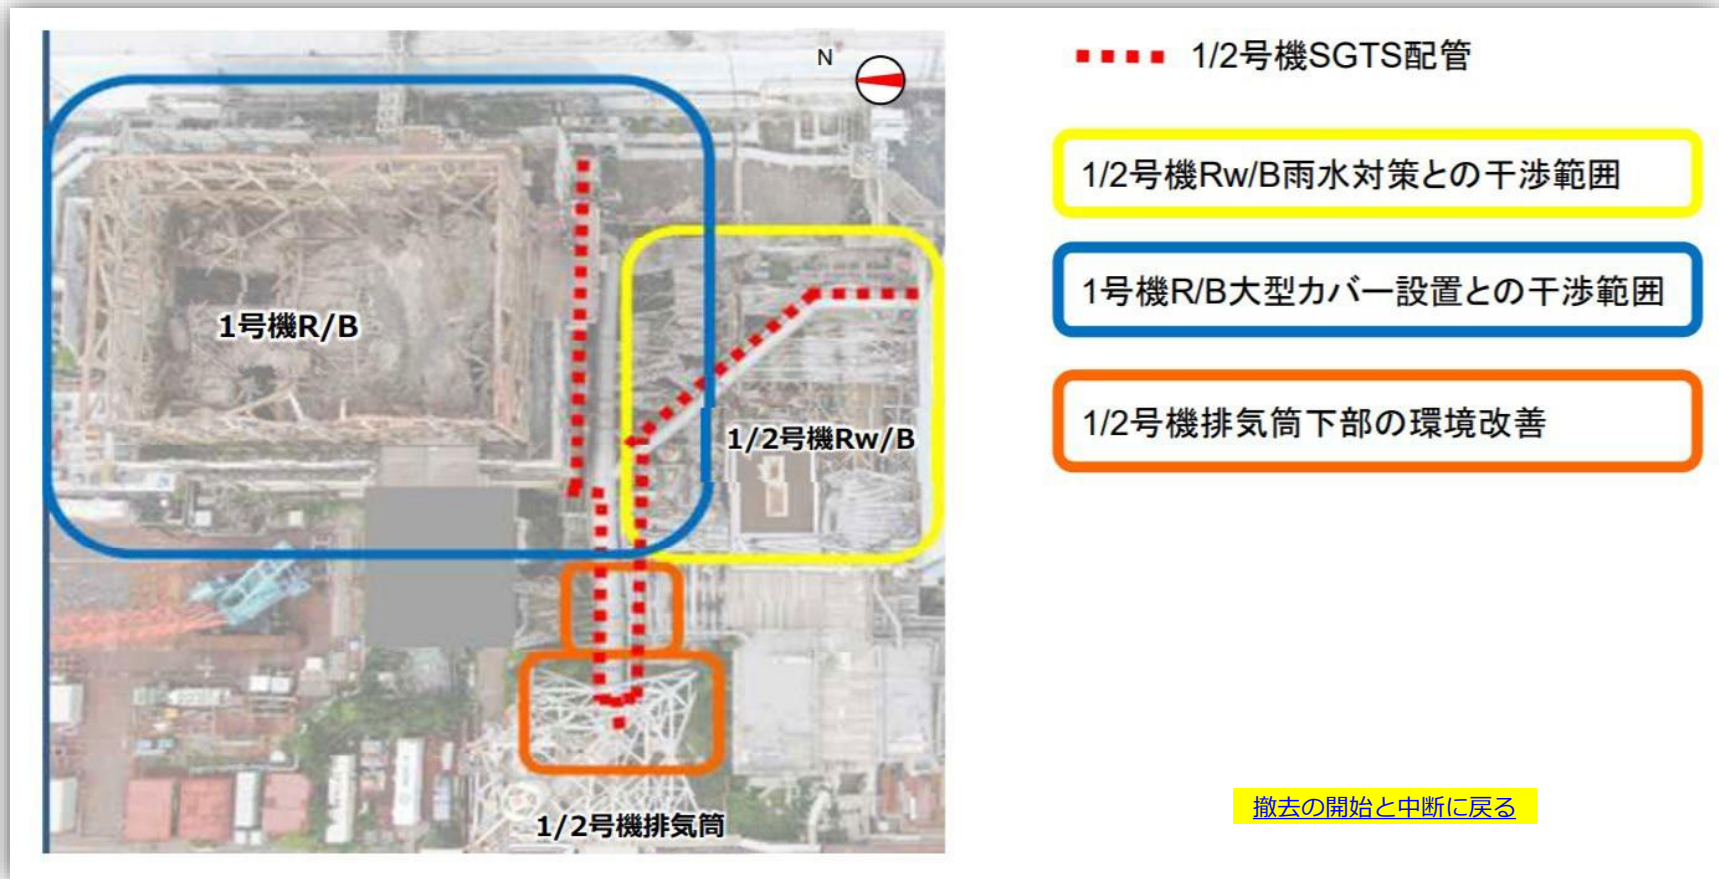 N
1号機R/B
1/2号機Rw/B
1/2号機排気筒
1/2号機SGTS配管
1/2号機Rw/B雨水対策との干渉範囲
1号機R/B大型カバー設置との干渉範囲
1/2号機排気筒下部の環境改善
撤去の開始と中断に戻る